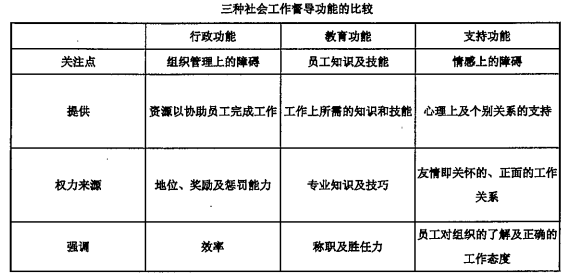 三种社会工作督导功能的比较
行政功能 教育功能 支持功能
关注点 组织管理上的障碍 员工知识及技能 情感上的障碍
提供 资源以协助员工完成工作 工作上所需的知识和技能 心理上及个别关系的支持
权力来源 地位、奖励及惩罚能力 专业知识及技巧 友情即关怀的、正面的工作
关系
强调 效率 称职及胜任力 员工对组织的了解及正确的
工作态度